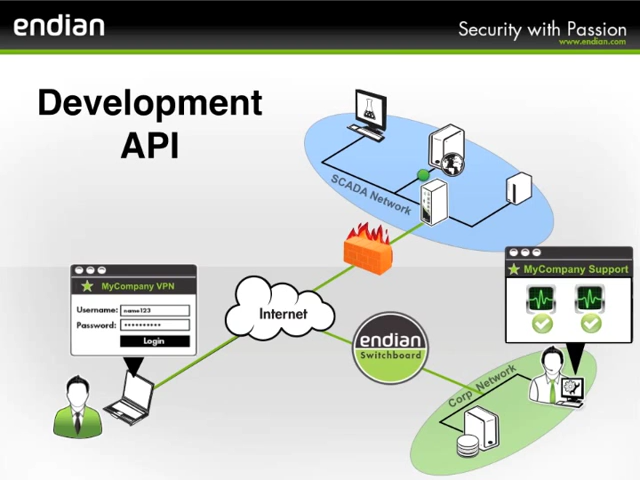 endian
Security with Passion
www.endian.com
Development
API
SCADA Network
MyCompany Support
MyCompany VPN
Username: name123
Password: **********
Login
Internet
endian
Switchboard
Corp Network